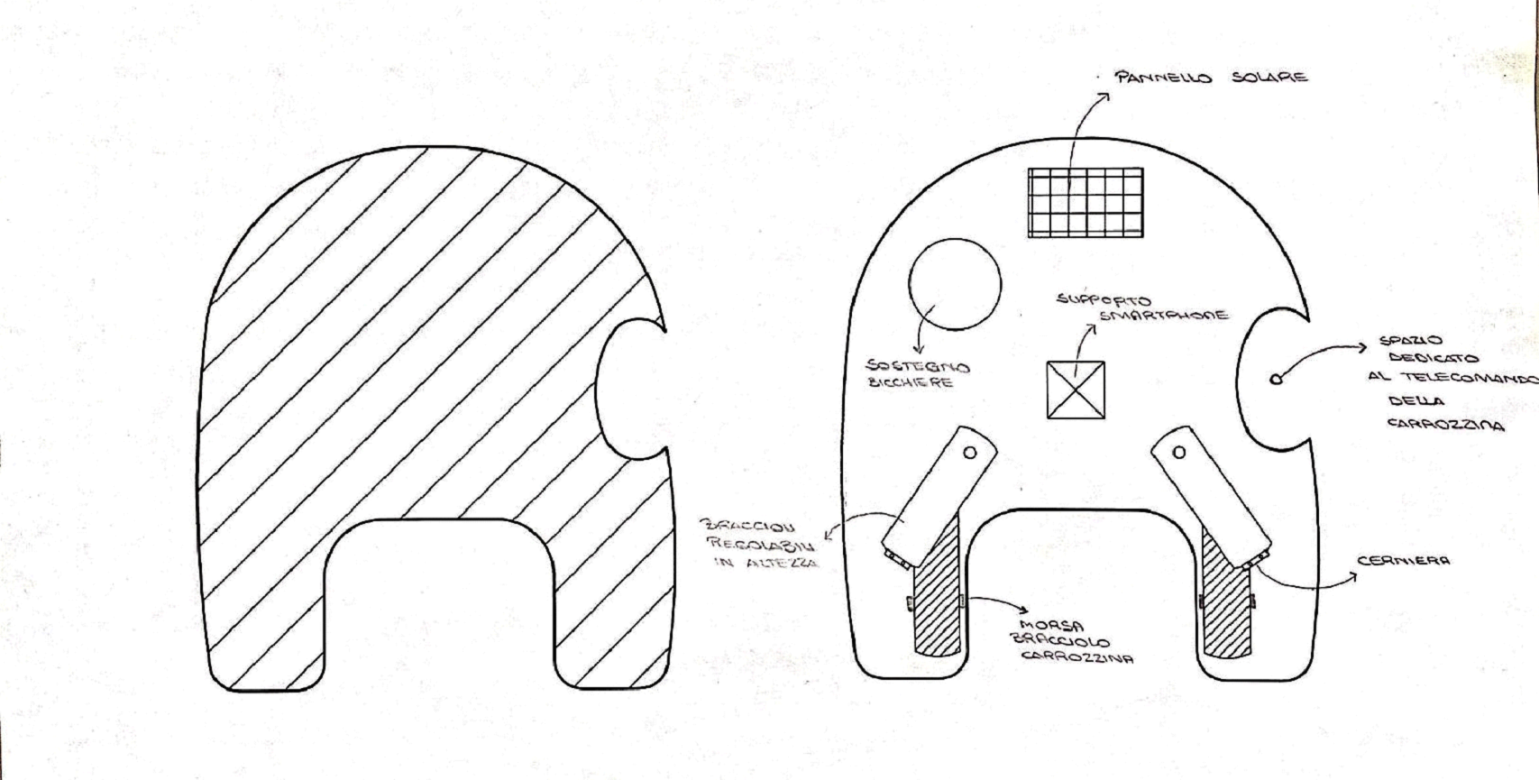 PANNELLO SOLARE
SUPPORTO
SMARTPHONE
SOSTEGNO
BICCHIERE
SPAZIO
DEDICATO
AL TELECOMANDO
DELLA
CARROZZINA
BRACCIOLI
REGOLABILI
IN ALTEZZA
CERNIERA
MORSA
BRACCIOLO
CARROZZINA